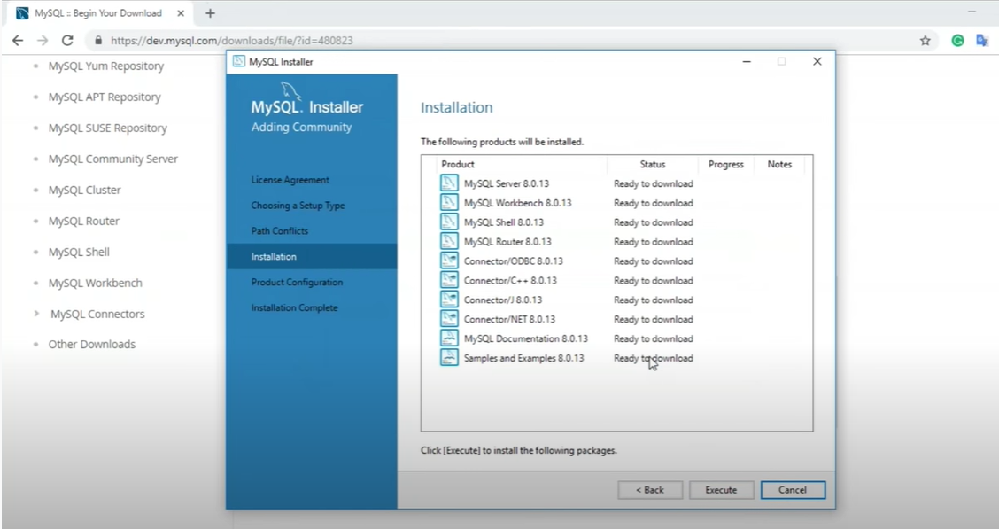 MySQL :: Begin Your Download
https://dev.mysql.com/downloads/file/?id=480823
MySQL Yum Repository
MySQL APT Repository
MySQL SUSE Repository
MySQL Community Server
MySQL Cluster
MySQL Router
MySQL Shell
MySQL Workbench
MySQL Connectors
Other Downloads
MySQL Installer
MySQL. Installer
Adding Community
License Agreement
Choosing a Setup Type
Path Conflicts
Installation
Product Configuration
Installation Complete
Installation
The following products will be installed.
Product Status Progress Notes
MySQL Server 8.0.13 Ready to download
MySQL Workbench 8.0.13 Ready to download
MySQL Shell 8.0.13 Ready to download
MySQL Router 8.0.13 Ready to download
Connector/ODBC 8.0.13 Ready to download
Connector/C++ 8.0.13 Ready to download
Connector/J 8.0.13 Ready to download
Connector/NET 8.0.13 Ready to download
MySQL Documentation 8.0.13 Ready to download
Samples and Examples 8.0.13 Ready to download
Click [Execute] to install the following packages.
< Back Execute Cancel